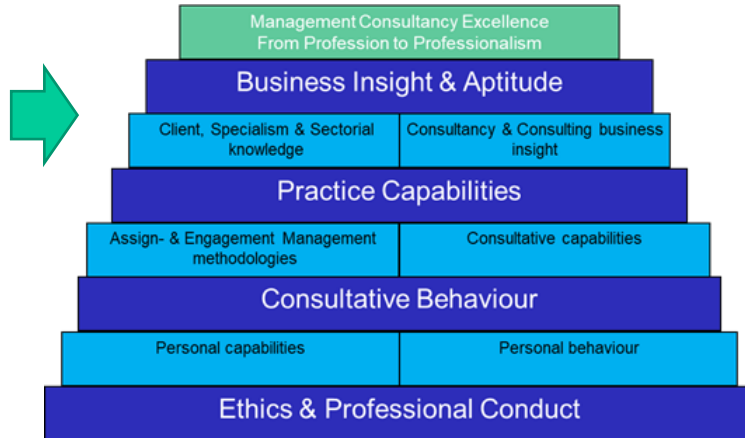 Management Consultancy Excellence
From Profession to Professionalism
Business Insight & Aptitude
Client, Specialism & Sectorial
knowledge
Consultancy & Consulting business
insight
Practice Capabilities
Assign- & Engagement Management
methodologies
Consultative capabilities
Consultative Behaviour
Personal capabilities
Personal behaviour
Ethics & Professional Conduct